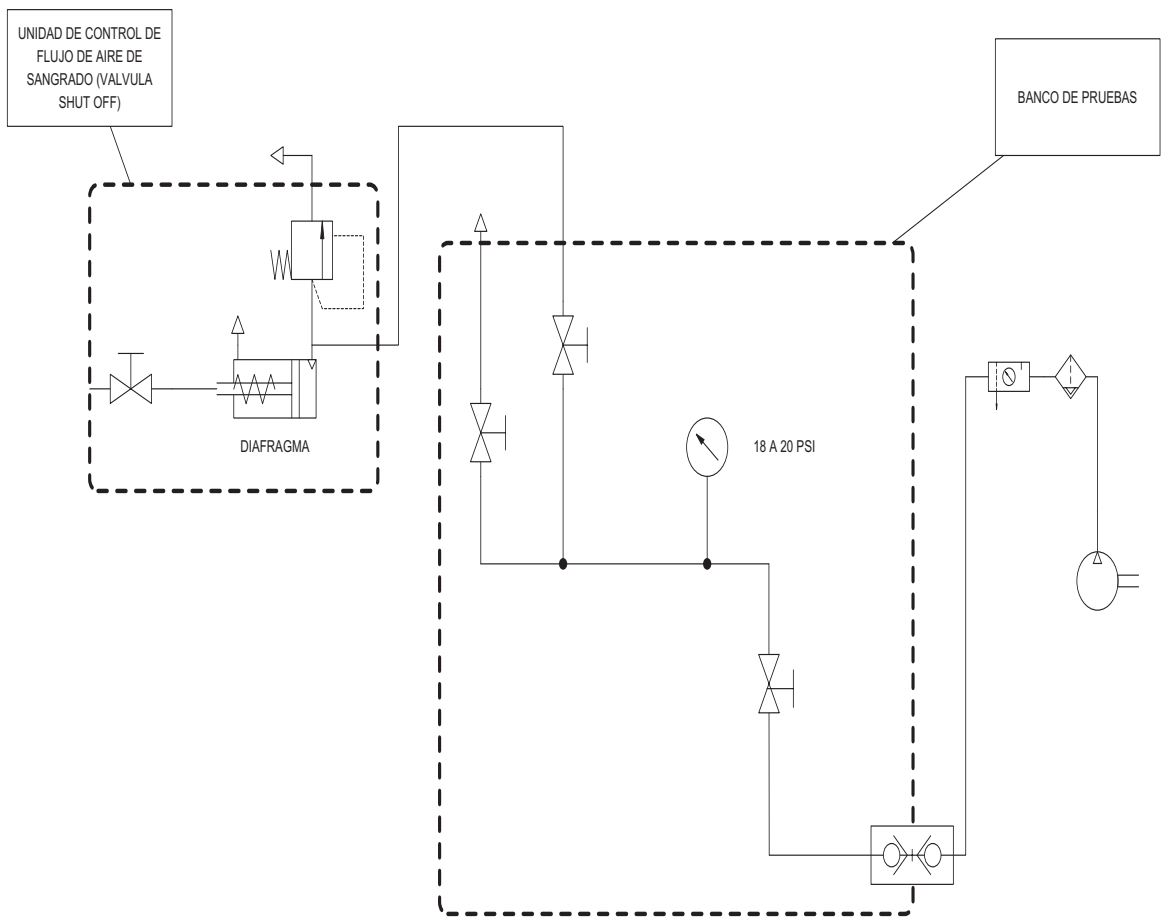 UNIDAD DE CONTROL DE
FLUJO DE AIRE DE
SANGRADO (VALVULA
SHUT OFF)
BANCO DE PRUEBAS
DIAFRAGMA
18 A 20 PSI